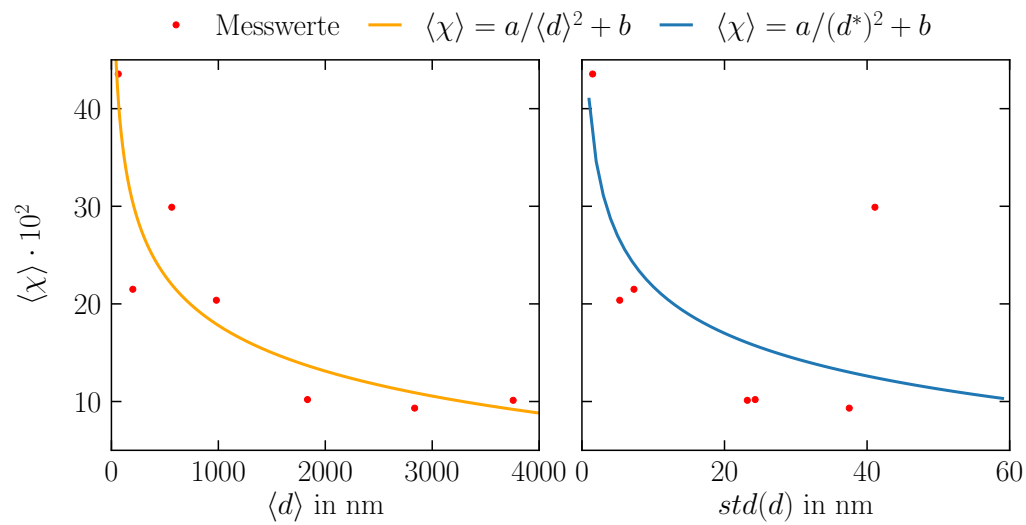 Messwerte ⟨χ⟩ = a/⟨d⟩² + b ⟨χ⟩ = a/(d*)² + b
⟨χ⟩ · 10²
40
30
20
10
0 1000 2000 3000 4000
⟨d⟩ in nm
0 20 40 60
std(d) in nm